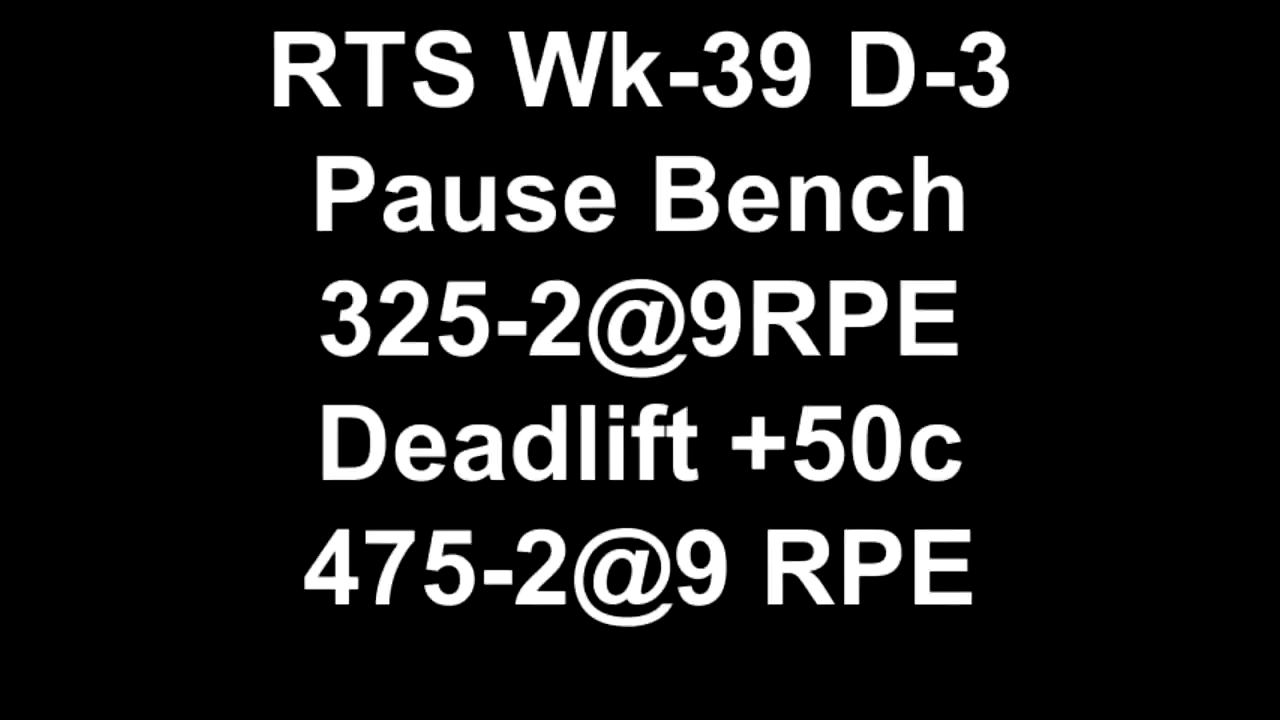 RTS Wk-39 D-3
Pause Bench
325-2@9RPE
Deadlift +50c
475-2@9 RPE